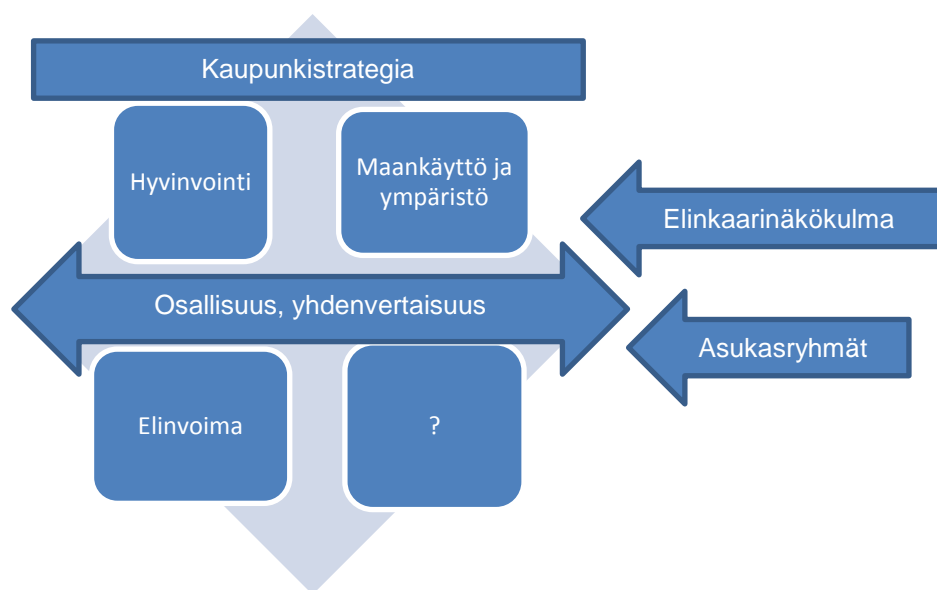 Kaupunkistrategia
Hyvinvointi
Maankäyttö ja
ympäristö
Elinkaarinäkökulma
Osallisuus, yhdenvertaisuus
Asukasryhmät
Elinvoima
?